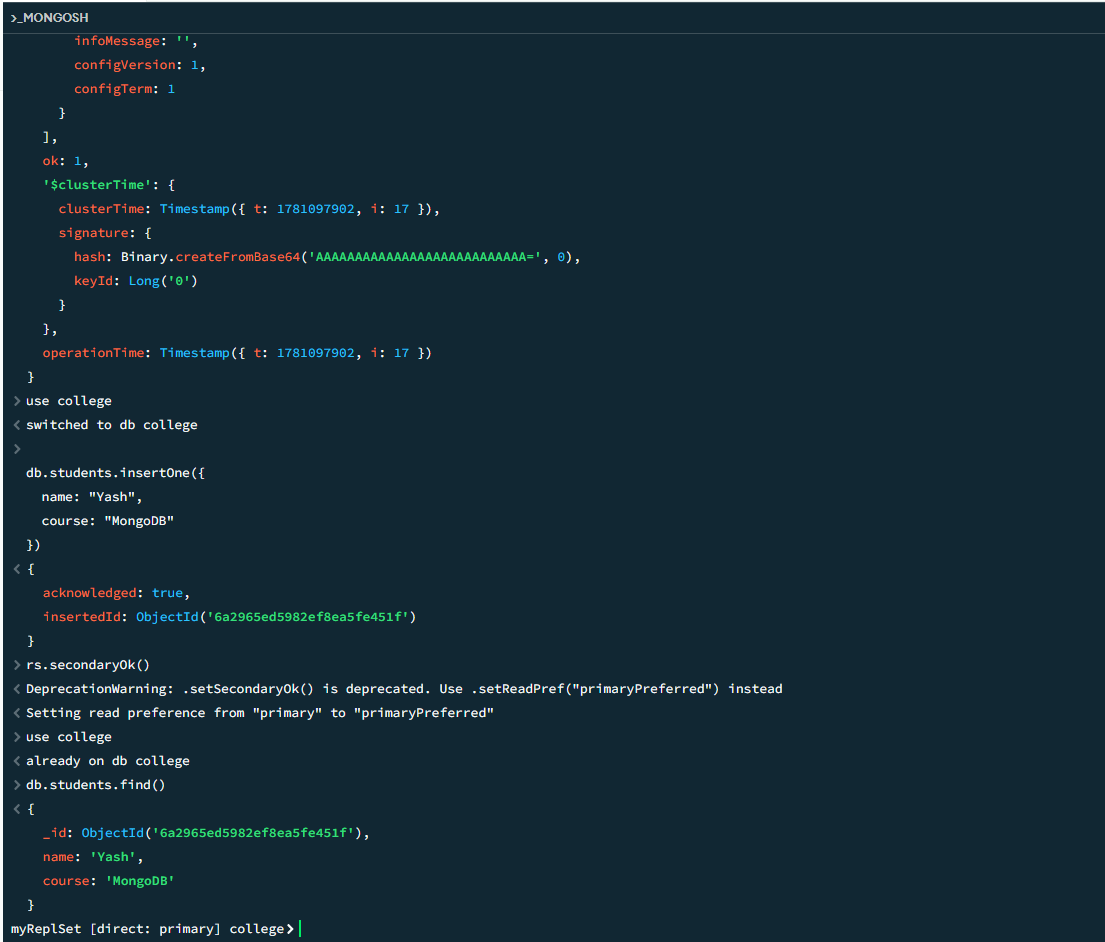 >_MONGOSH
infoMessage: '',
configVersion: 1,
configTerm: 1
}
],
ok: 1,
'$clusterTime': {
clusterTime: Timestamp({ t: 1781097902, i: 17 }),
signature: {
hash: Binary.createFromBase64('AAAAAAAAAAAAAAAAAAAAAAAAAAA=', 0),
keyId: Long('0')
}
},
operationTime: Timestamp({ t: 1781097902, i: 17 })
}
> use college
< switched to db college
>
db.students.insertOne({
name: "Yash",
course: "MongoDB"
})
< {
acknowledged: true,
insertedId: ObjectId('6a2965ed5982ef8ea5fe451f')
}
> rs.secondaryOk()
< DeprecationWarning: .setSecondaryOk() is deprecated. Use .setReadPref("primaryPreferred") instead
< Setting read preference from "primary" to "primaryPreferred"
> use college
< already on db college
> db.students.find()
< {
_id: ObjectId('6a2965ed5982ef8ea5fe451f'),
name: 'Yash',
course: 'MongoDB'
}
myReplSet [direct: primary] college>